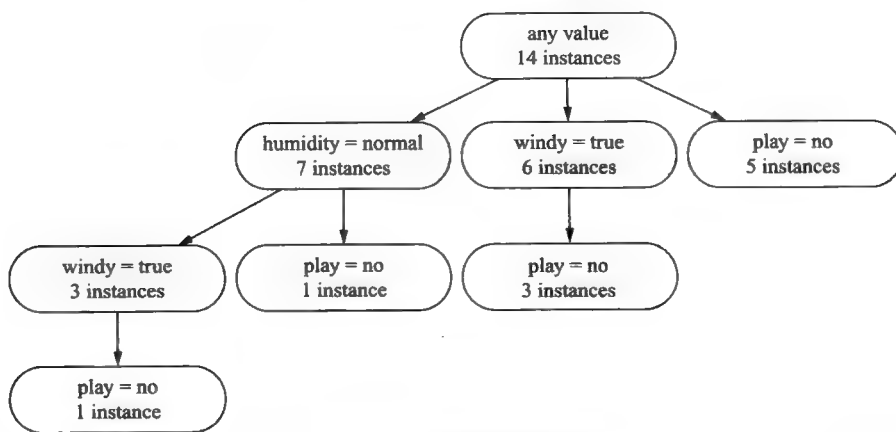 any value
14 instances
humidity = normal
7 instances
windy = true
6 instances
play = no
5 instances
windy = true
3 instances
play = no
1 instance
play = no
3 instances
play = no
1 instance